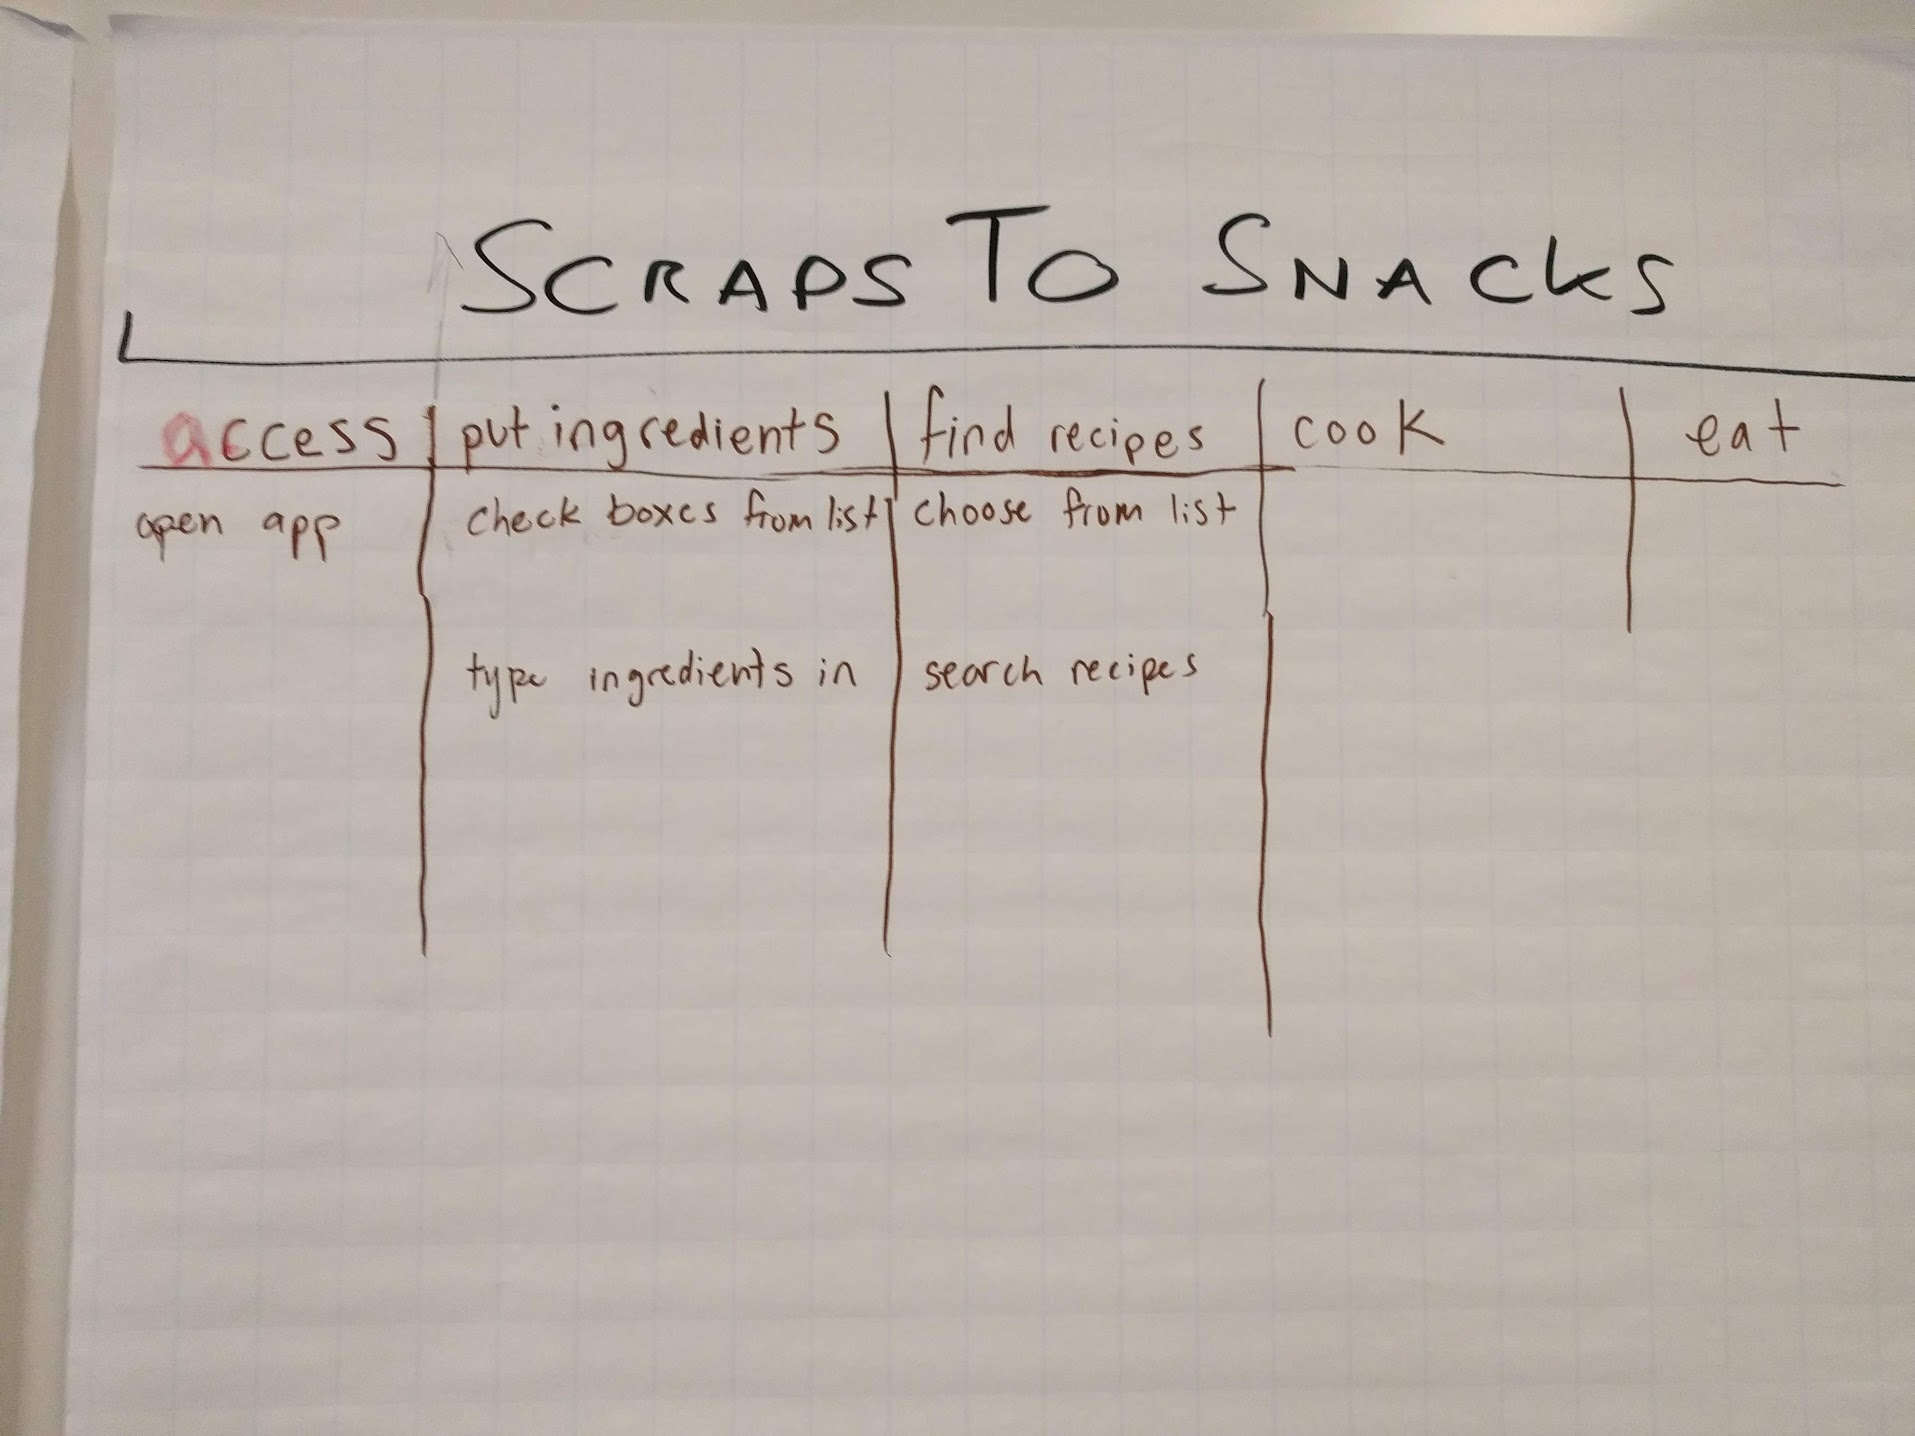 SCRAPS TO SNACKS
access put ingredients find recipes cook eat
open app check boxes from list choose from list
type ingredients in search recipes